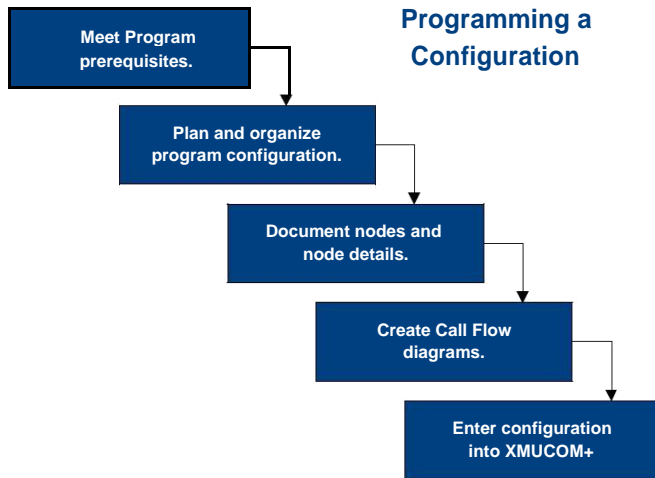 Programming a
Configuration
Meet Program
prerequisites.
Plan and organize
program configuration.
Document nodes and
node details.
Create Call Flow
diagrams.
Enter configuration
into XMUCOM+